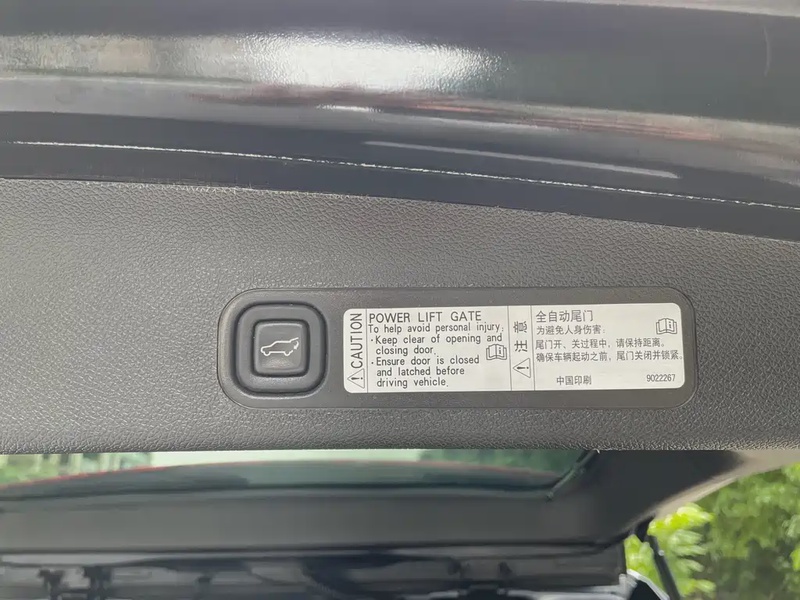 CAUTION
POWER LIFT GATE
To help avoid personal injury:
・Keep clear of opening and
closing door.
・Ensure door is closed
and latched before
driving vehicle.
注意
全自动尾门
为避免人身伤害:
尾门开、关过程中,请保持距离。
确保车辆起动之前,尾门关闭并锁紧。
中国印刷 9022267